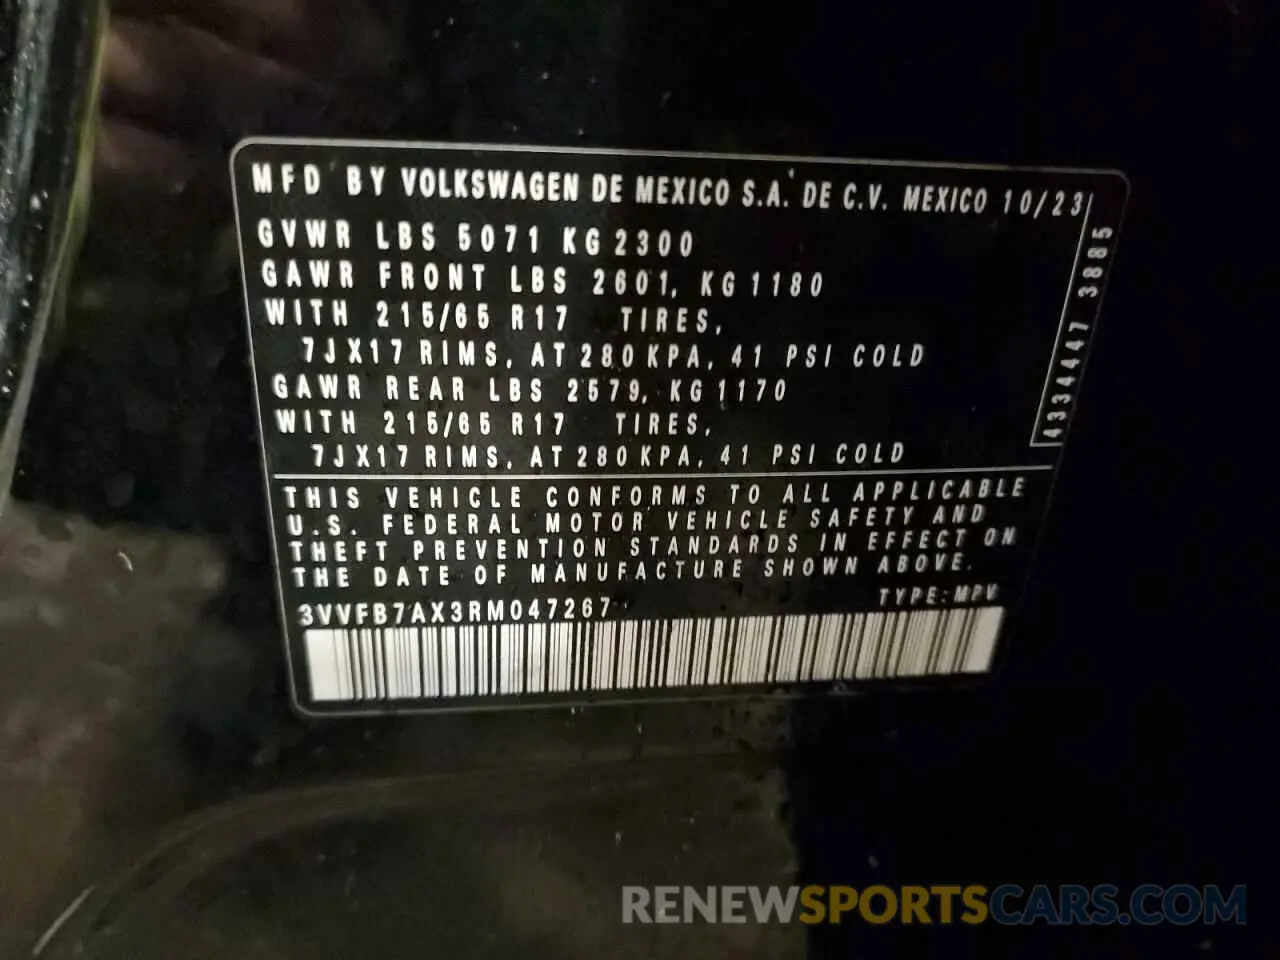 MFD BY VOLKSWAGEN DE MEXICO S.A. DE C.V. MEXICO 10/23
GVWR LBS 5071 KG 2300
GAWR FRONT LBS 2601, KG 1180
WITH 215/65 R17 TIRES,
7JX17 RIMS, AT 280 KPA, 41 PSI COLD
GAWR REAR LBS 2579, KG 1170
WITH 215/65 R17 TIRES,
7JX17 RIMS, AT 280 KPA, 41 PSI COLD
4334447 3885
THIS VEHICLE CONFORMS TO ALL APPLICABLE
U.S. FEDERAL MOTOR VEHICLE SAFETY AND
THEFT PREVENTION STANDARDS IN EFFECT ON
THE DATE OF MANUFACTURE SHOWN ABOVE.
3VVFB7AX3RM047267 TYPE:MPV
RENEWSPORTSCARS.COM